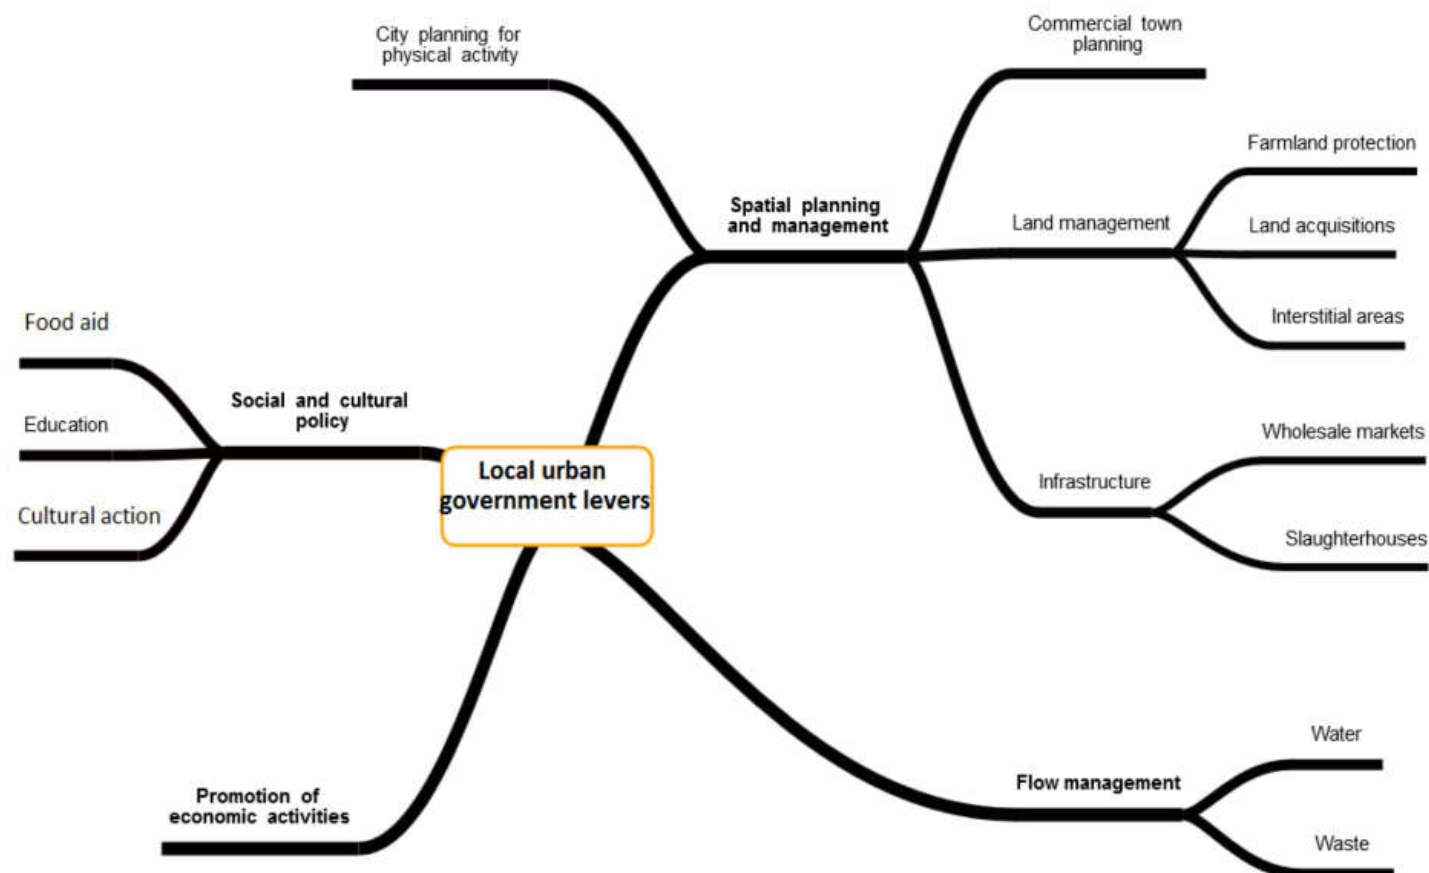 City planning for
physical activity
Commercial town
planning
Farmland protection
Spatial planning
and management
Land management
Land acquisitions
Interstitial areas
Food aid
Social and cultural
policy
Education
Wholesale markets
Local urban
government levers
Infrastructure
Cultural action
Slaughterhouses
Water
Flow management
Promotion of
economic activities
Waste